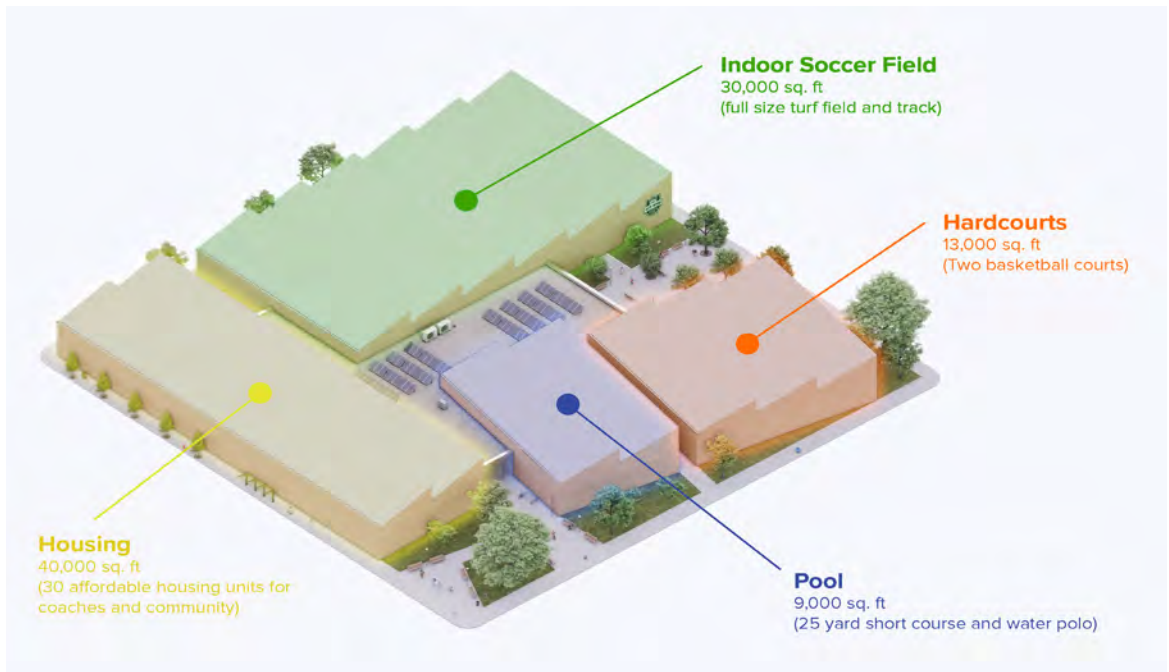 Indoor Soccer Field
30,000 sq. ft
(full size turf field and track)
Hardcourts
13,000 sq. ft
(Two basketball courts)
Housing
40,000 sq. ft
(30 affordable housing units for
coaches and community)
Pool
9,000 sq. ft
(25 yard short course and water polo)